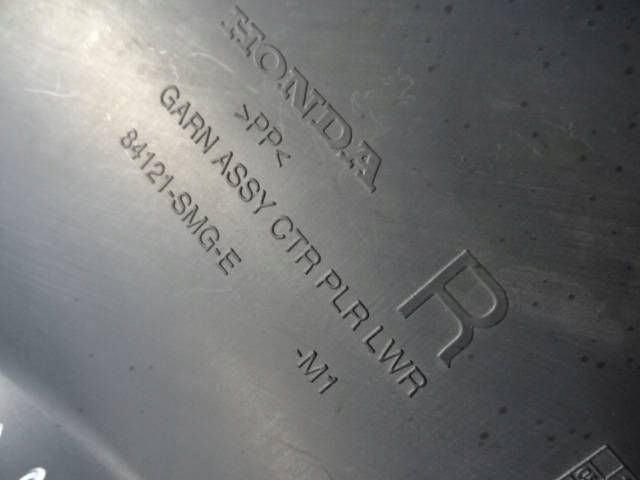 HONDA
>PP<
GARN ASSY CTR PLR LWR
84121-SMG-E
-M1
R